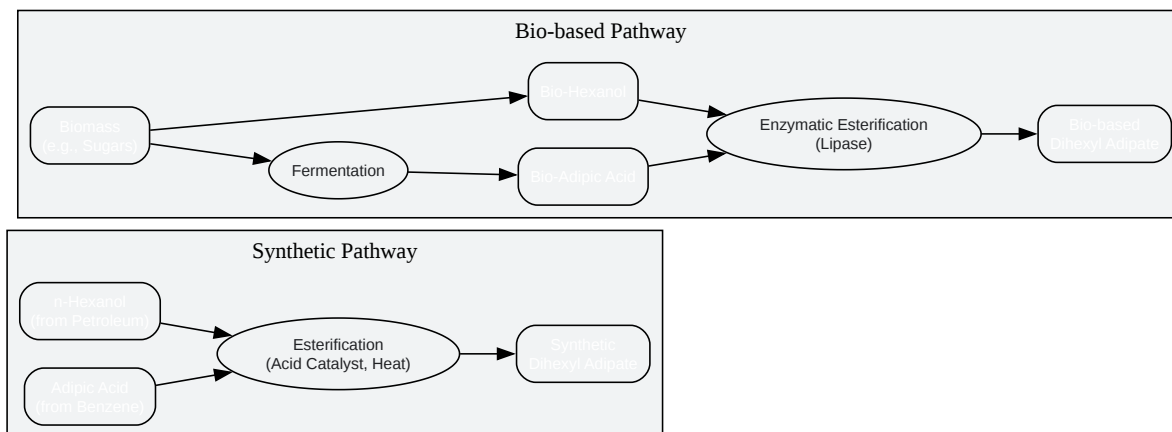 Bio-based Pathway
Bio-Hexanol
Biomass
(e.g., Sugars)
Enzymatic Esterification
(Lipase)
Bio-based
Dihexyl Adipate
Fermentation
Bio-Adipic Acid
Synthetic Pathway
n-Hexanol
(from Petroleum)
Esterification
(Acid Catalyst, Heat)
Synthetic
Dihexyl Adipate
Adipic Acid
(from Benzene)